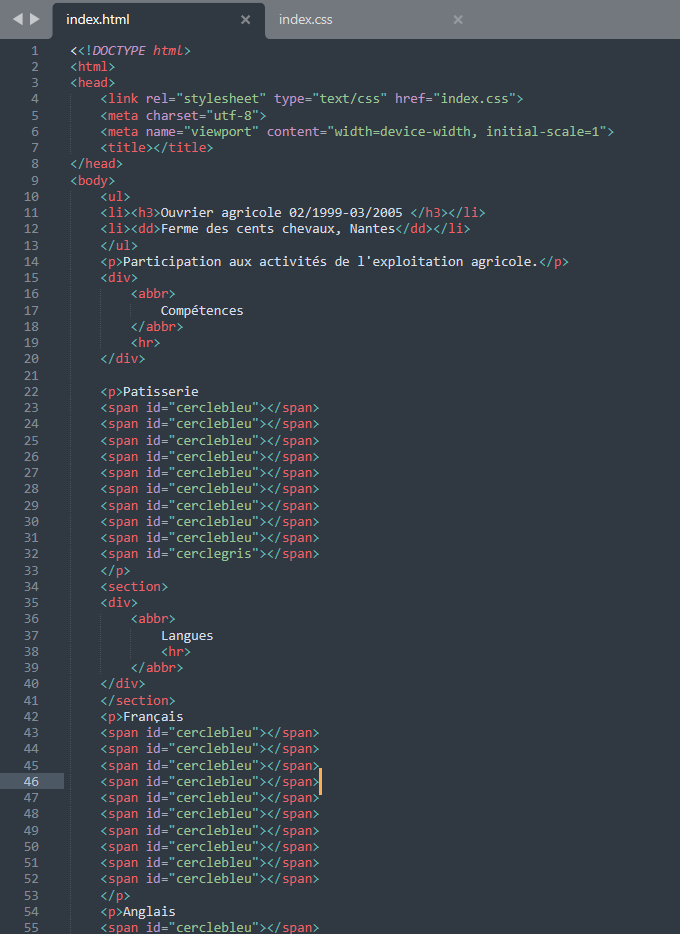 index.html × index.css ×
1 <<!DOCTYPE html>
2 <html>
3 <head>
4 <link rel="stylesheet" type="text/css" href="index.css">
5 <meta charset="utf-8">
6 <meta name="viewport" content="width=device-width, initial-scale=1">
7 <title></title>
8 </head>
9 <body>
10 <ul>
11 <li><h3>Ouvrier agricole 02/1999-03/2005 </h3></li>
12 <li><dd>Ferme des cents chevaux, Nantes</dd></li>
13 </ul>
14 <p>Participation aux activités de l'exploitation agricole.</p>
15 <div>
16 <abbr>
17 Compétences
18 </abbr>
19 <hr>
20 </div>
21
22 <p>Patisserie
23 <span id="cerclebleu"></span>
24 <span id="cerclebleu"></span>
25 <span id="cerclebleu"></span>
26 <span id="cerclebleu"></span>
27 <span id="cerclebleu"></span>
28 <span id="cerclebleu"></span>
29 <span id="cerclebleu"></span>
30 <span id="cerclebleu"></span>
31 <span id="cerclebleu"></span>
32 <span id="cerclegris"></span>
33 </p>
34 <section>
35 <div>
36 <abbr>
37 Langues
38 <hr>
39 </abbr>
40 </div>
41 </section>
42 <p>Français
43 <span id="cerclebleu"></span>
44 <span id="cerclebleu"></span>
45 <span id="cerclebleu"></span>
46 <span id="cerclebleu"></span>
47 <span id="cerclebleu"></span>
48 <span id="cerclebleu"></span>
49 <span id="cerclebleu"></span>
50 <span id="cerclebleu"></span>
51 <span id="cerclebleu"></span>
52 <span id="cerclebleu"></span>
53 </p>
54 <p>Anglais
55 <span id="cerclebleu"></span>